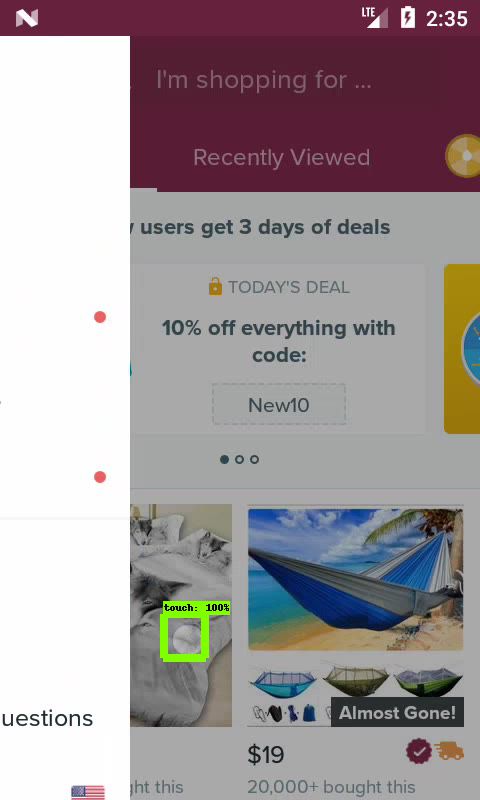 LTE 2:35
I'm shopping for ...
Recently Viewed
users get 3 days of deals
TODAY'S DEAL
10% off everything with
code:
New10
touch: 100%
Almost Gone!
uestions
$19
ght this
20,000+ bought this